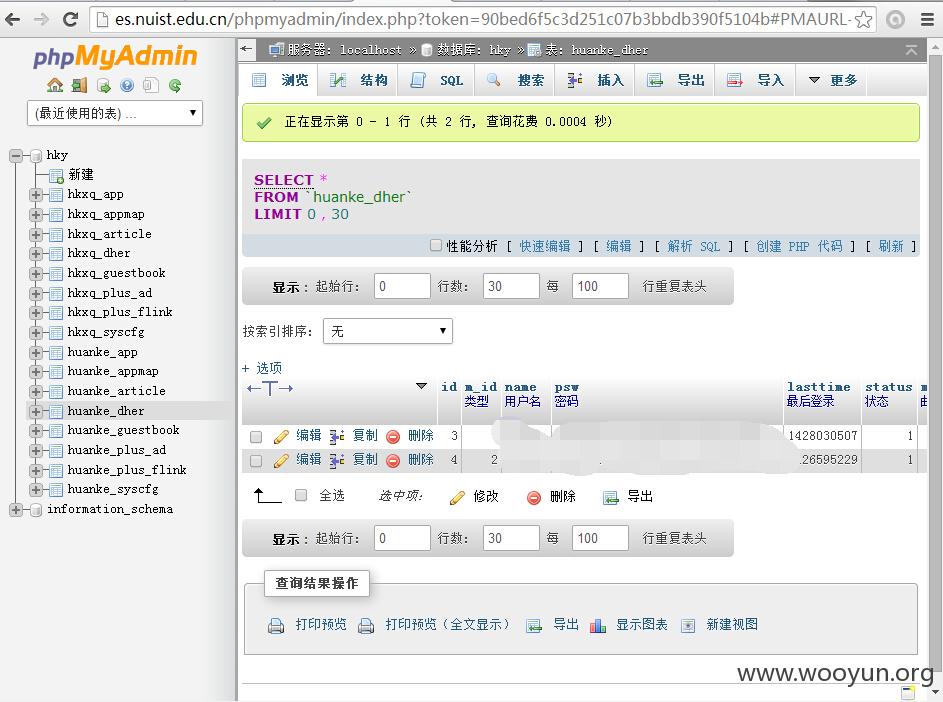 es.nuist.edu.cn/phpmyadmin/index.php?token=90bed6f5c3d251c07b3bbdb390f5104b#PMAURL-
phpMyAdmin
(最近使用的表) ...
hky
新建
hkxq_app
hkxq_appmap
hkxq_article
hkxq_dher
hkxq_guestbook
hkxq_plus_ad
hkxq_plus_flink
hkxq_syscfg
huanke_app
huanke_appmap
huanke_article
huanke_dher
huanke_guestbook
huanke_plus_ad
huanke_plus_flink
huanke_syscfg
information_schema
服务器: localhost » 数据库: hky » 表: huanke_dher
浏览 结构 SQL 搜索 插入 导出 导入 更多
正在显示第 0 - 1 行 (共 2 行, 查询花费 0.0004 秒)
SELECT *
FROM `huanke_dher`
LIMIT 0 , 30
性能分析 [ 快速编辑 ] [ 编辑 ] [ 解析 SQL ] [ 创建 PHP 代码 ] [ 刷新 ]
显示 : 起始行: 0 行数: 30 每 100 行重复表头
按索引排序: 无
+ 选项
←T→ id m_id name psw lasttime status
类型 用户名 密码 最后登录 状态
编辑 复制 删除 3 1428030507 1
编辑 复制 删除 4 2 26595229 1
全选 选中项: 修改 删除 导出
显示 : 起始行: 0 行数: 30 每 100 行重复表头
查询结果操作
打印预览 打印预览 (全文显示) 导出 显示图表 新建视图
www.wooyun.org